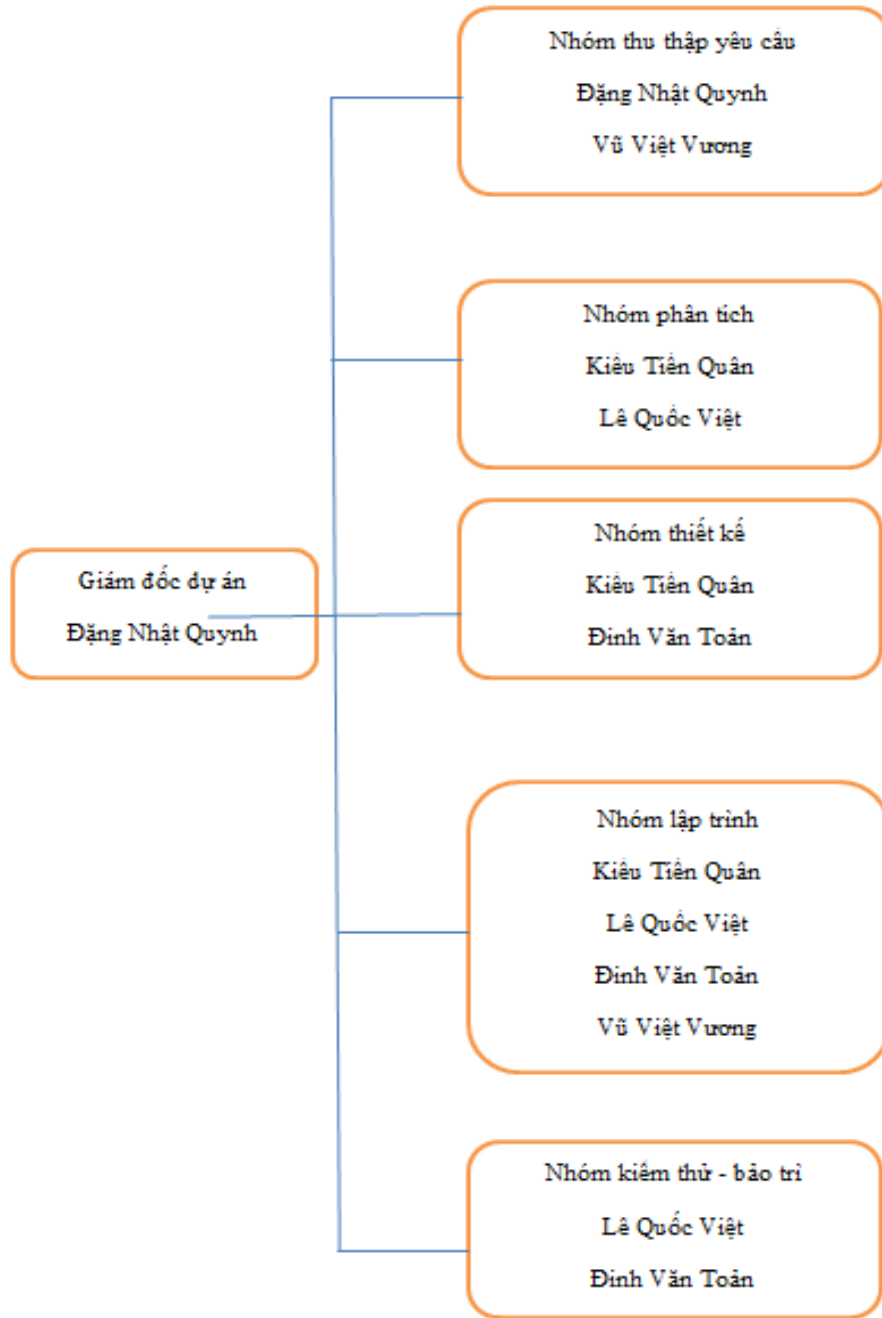 Nhóm thu thập yêu cầu
Đặng Nhật Quynh
Vũ Việt Vương
Nhóm phân tích
Kiều Tiến Quân
Lê Quốc Việt
Nhóm thiết kế
Kiều Tiến Quân
Đinh Văn Toản
Giám đốc dự án
Đặng Nhật Quynh
Nhóm lập trình
Kiều Tiến Quân
Lê Quốc Việt
Đinh Văn Toản
Vũ Việt Vương
Nhóm kiểm thử - bảo trì
Lê Quốc Việt
Đinh Văn Toản